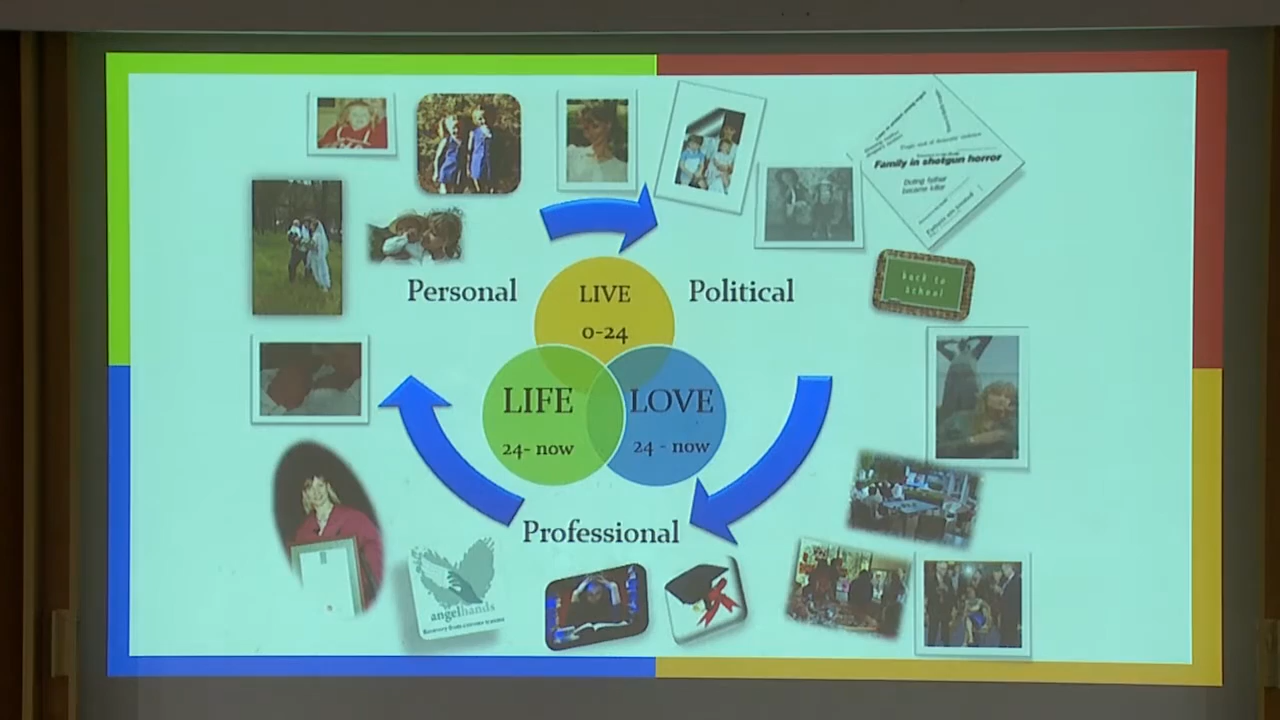 Family in shotgun horror
Doting father
became killer
back to
school
Personal
Political
LIVE
0-24
LIFE
24- now
LOVE
24 - now
Professional
angelhands